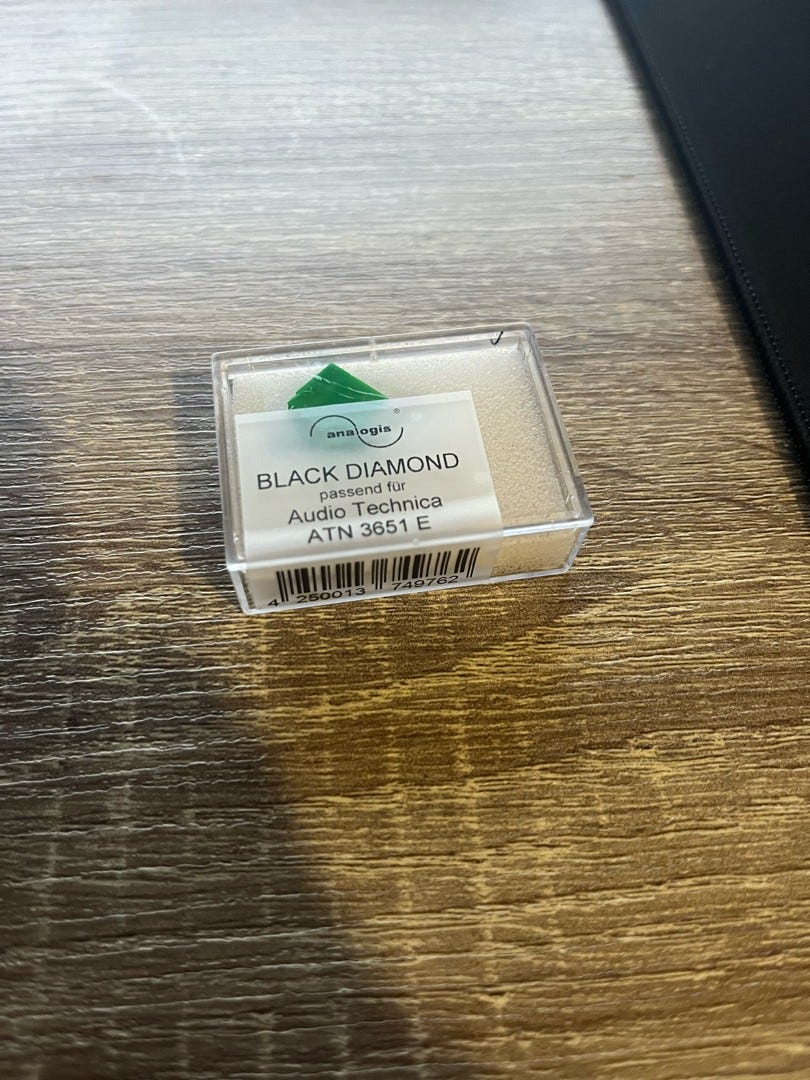 analogis®
BLACK DIAMOND
passend für
Audio Technica
ATN 3651 E
4 250013 749762